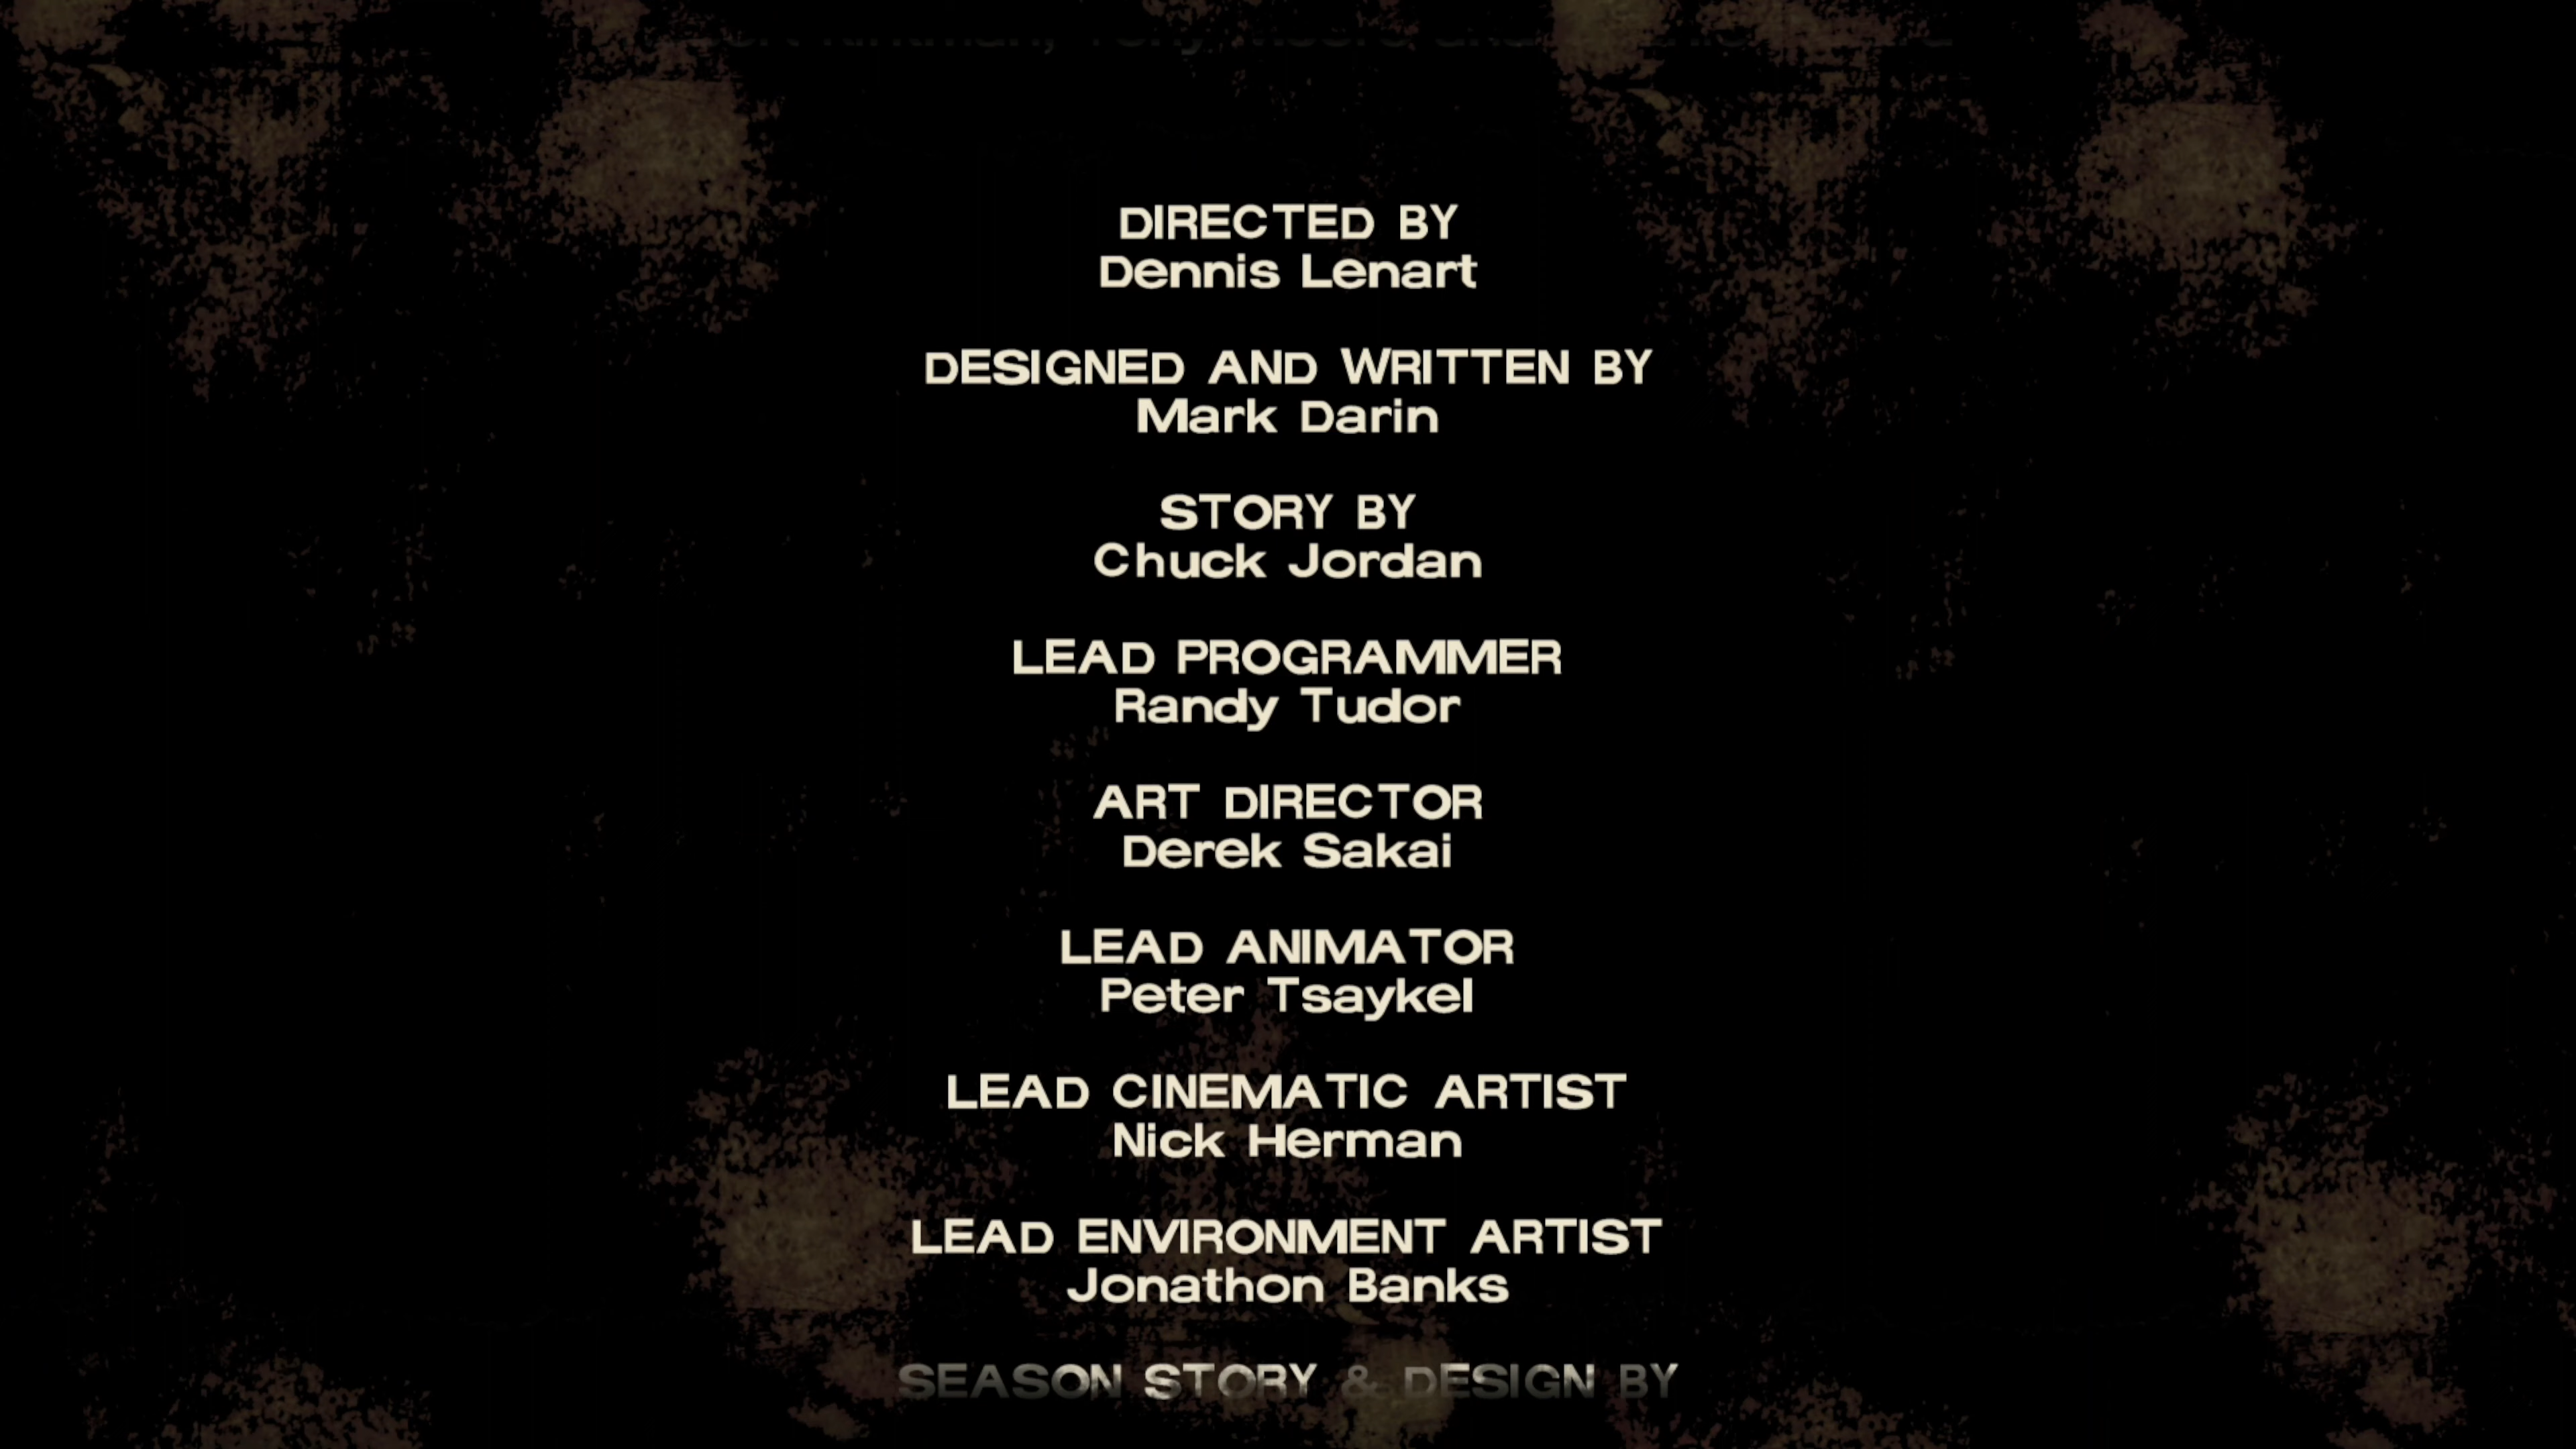 DIRECTED BY
Dennis Lenart
DESIGNED AND WRITTEN BY
Mark Darin
STORY BY
Chuck Jordan
LEAD PROGRAMMER
Randy Tudor
ART DIRECTOR
Derek Sakai
LEAD ANIMATOR
Peter Tsaykel
LEAD CINEMATIC ARTIST
Nick Herman
LEAD ENVIRONMENT ARTIST
Jonathon Banks
SEASON STORY & DESIGN BY